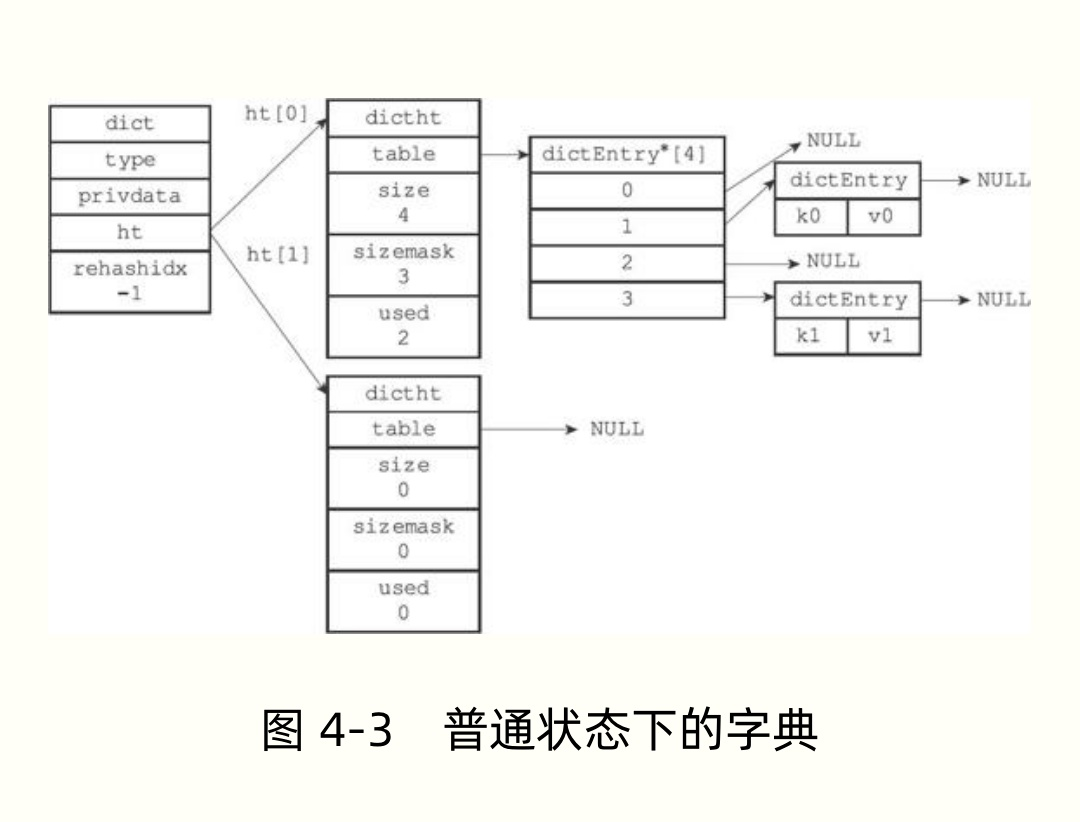 dict
type
privdata
ht
rehashidx
-1
ht[0]
ht[1]
dictht
table
size
4
sizemask
3
used
2
dictEntry*[4]
0
1
2
3
NULL
dictEntry
k0 v0
NULL
NULL
dictEntry
k1 v1
NULL
dictht
table
size
0
sizemask
0
used
0
NULL
图 4-3 普通状态下的字典